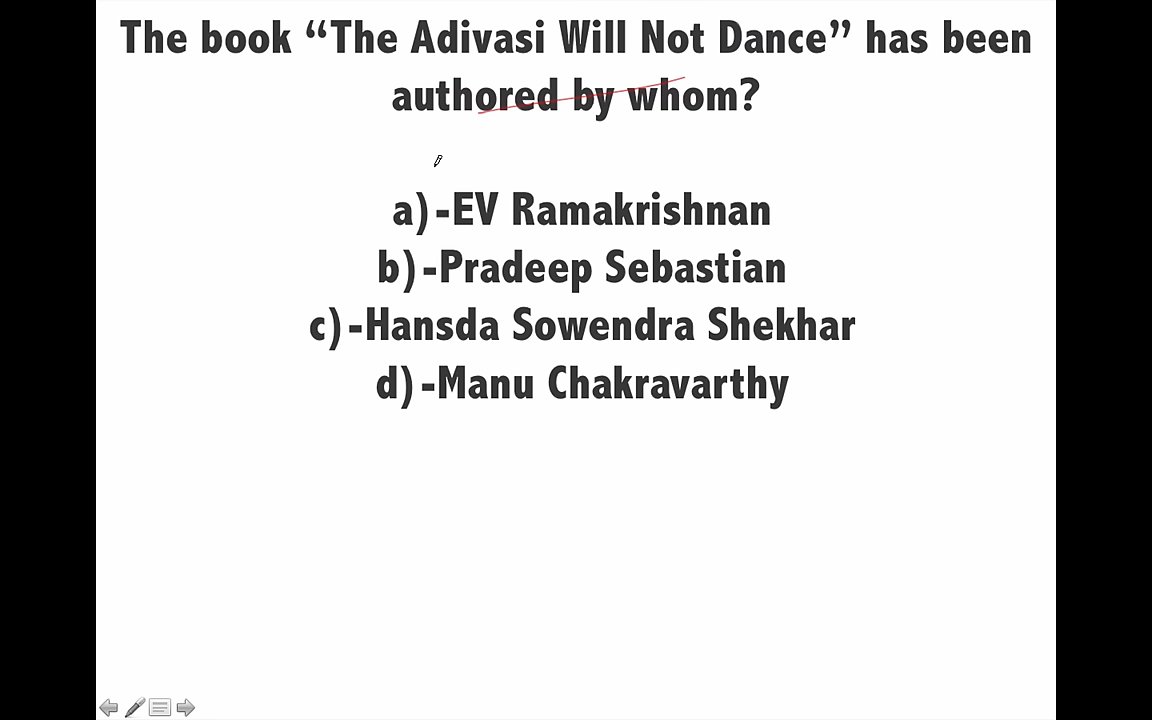 The book “The Adivasi Will Not Dance” has been
authored by whom?
a)-EV Ramakrishnan
b)-Pradeep Sebastian
c)-Hansda Sowendra Shekhar
d)-Manu Chakravarthy